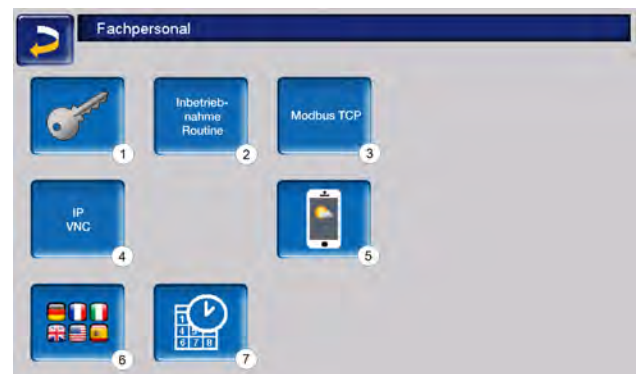 Fachpersonal
Inbetrieb-
nahme
Routine
Modbus TCP
1
2
3
IP
VNC
4
5
6
7